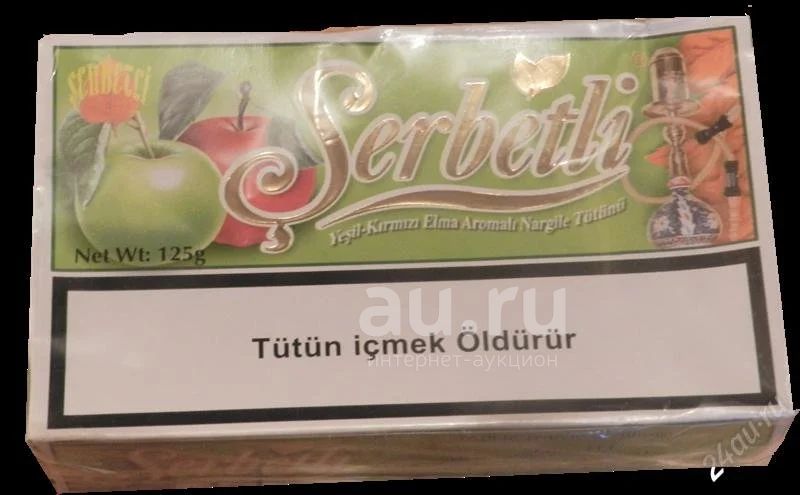 ŞERBETCİ
Şerbetli
®
Yeşil-Kırmızı Elma Aromalı Nargile Tütünü
Net Wt: 125g
au.ru
интернет-аукцион
Tütün içmek Öldürür
24au.ru